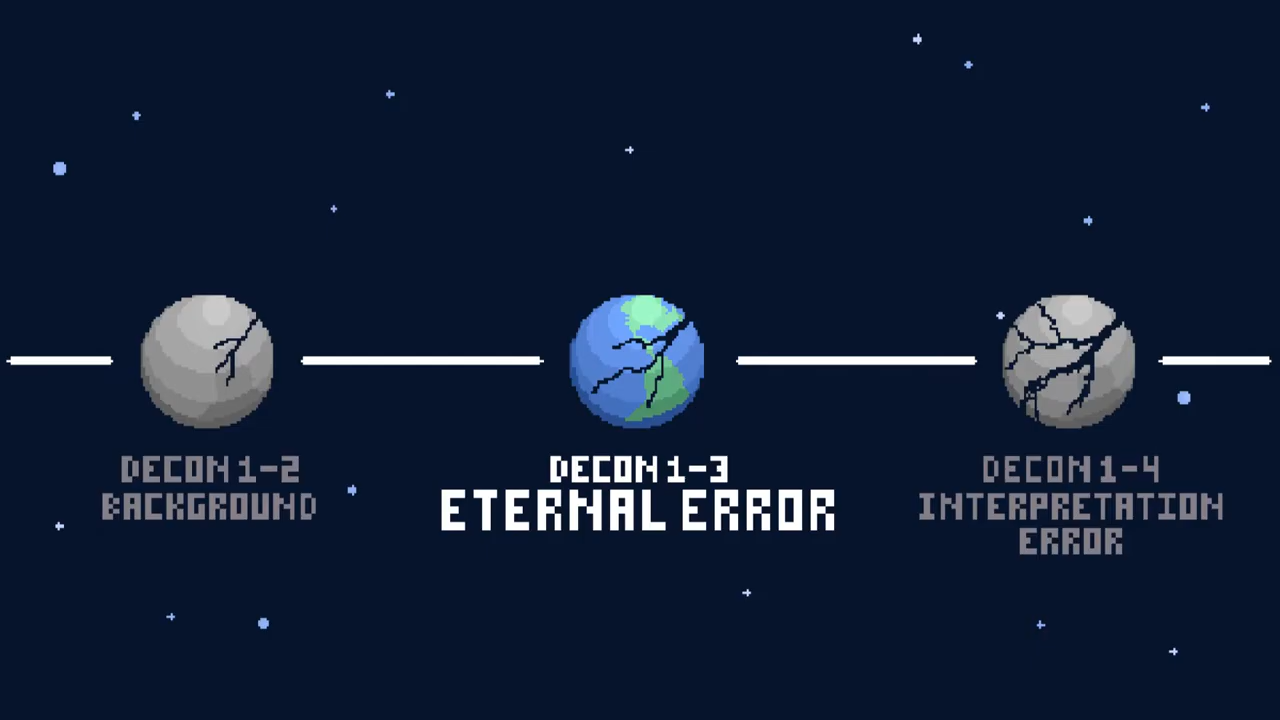 DECON 1-2
BACKGROUND
DECON 1-3
ETERNAL ERROR
DECON 1-4
INTERPRETATION
ERROR